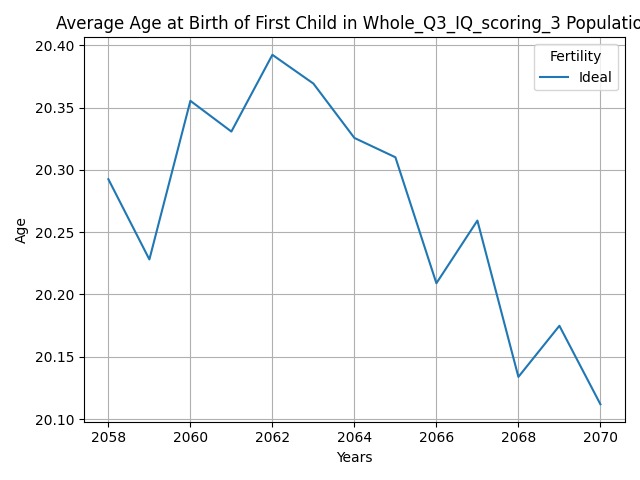 Average Age at Birth of First Child in Whole_Q3_IQ_scoring_3 Populatio
Fertility
Ideal
20.40
20.35
20.30
20.25
20.20
20.15
20.10
Age
2058 2060 2062 2064 2066 2068 2070
Years